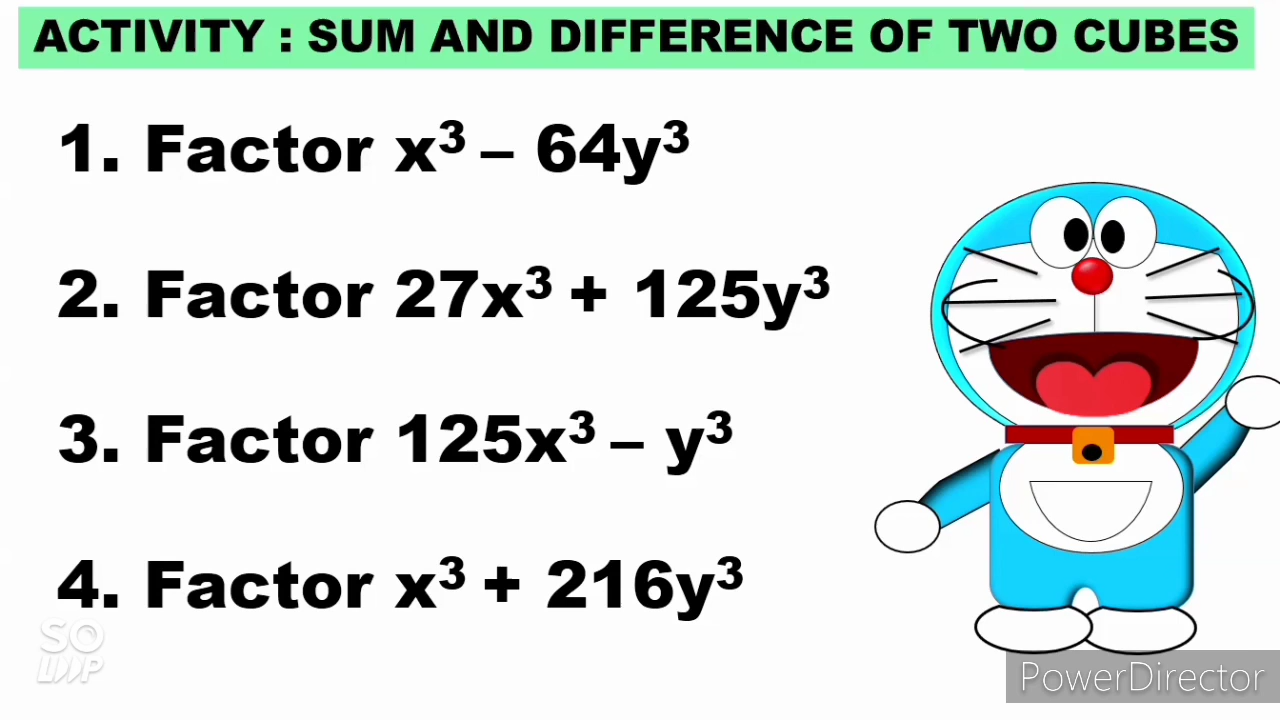 ACTIVITY : SUM AND DIFFERENCE OF TWO CUBES
1. Factor x³ – 64y³
2. Factor 27x³ + 125y³
3. Factor 125x³ – y³
4. Factor x³ + 216y³
SO
L))P
PowerDirector